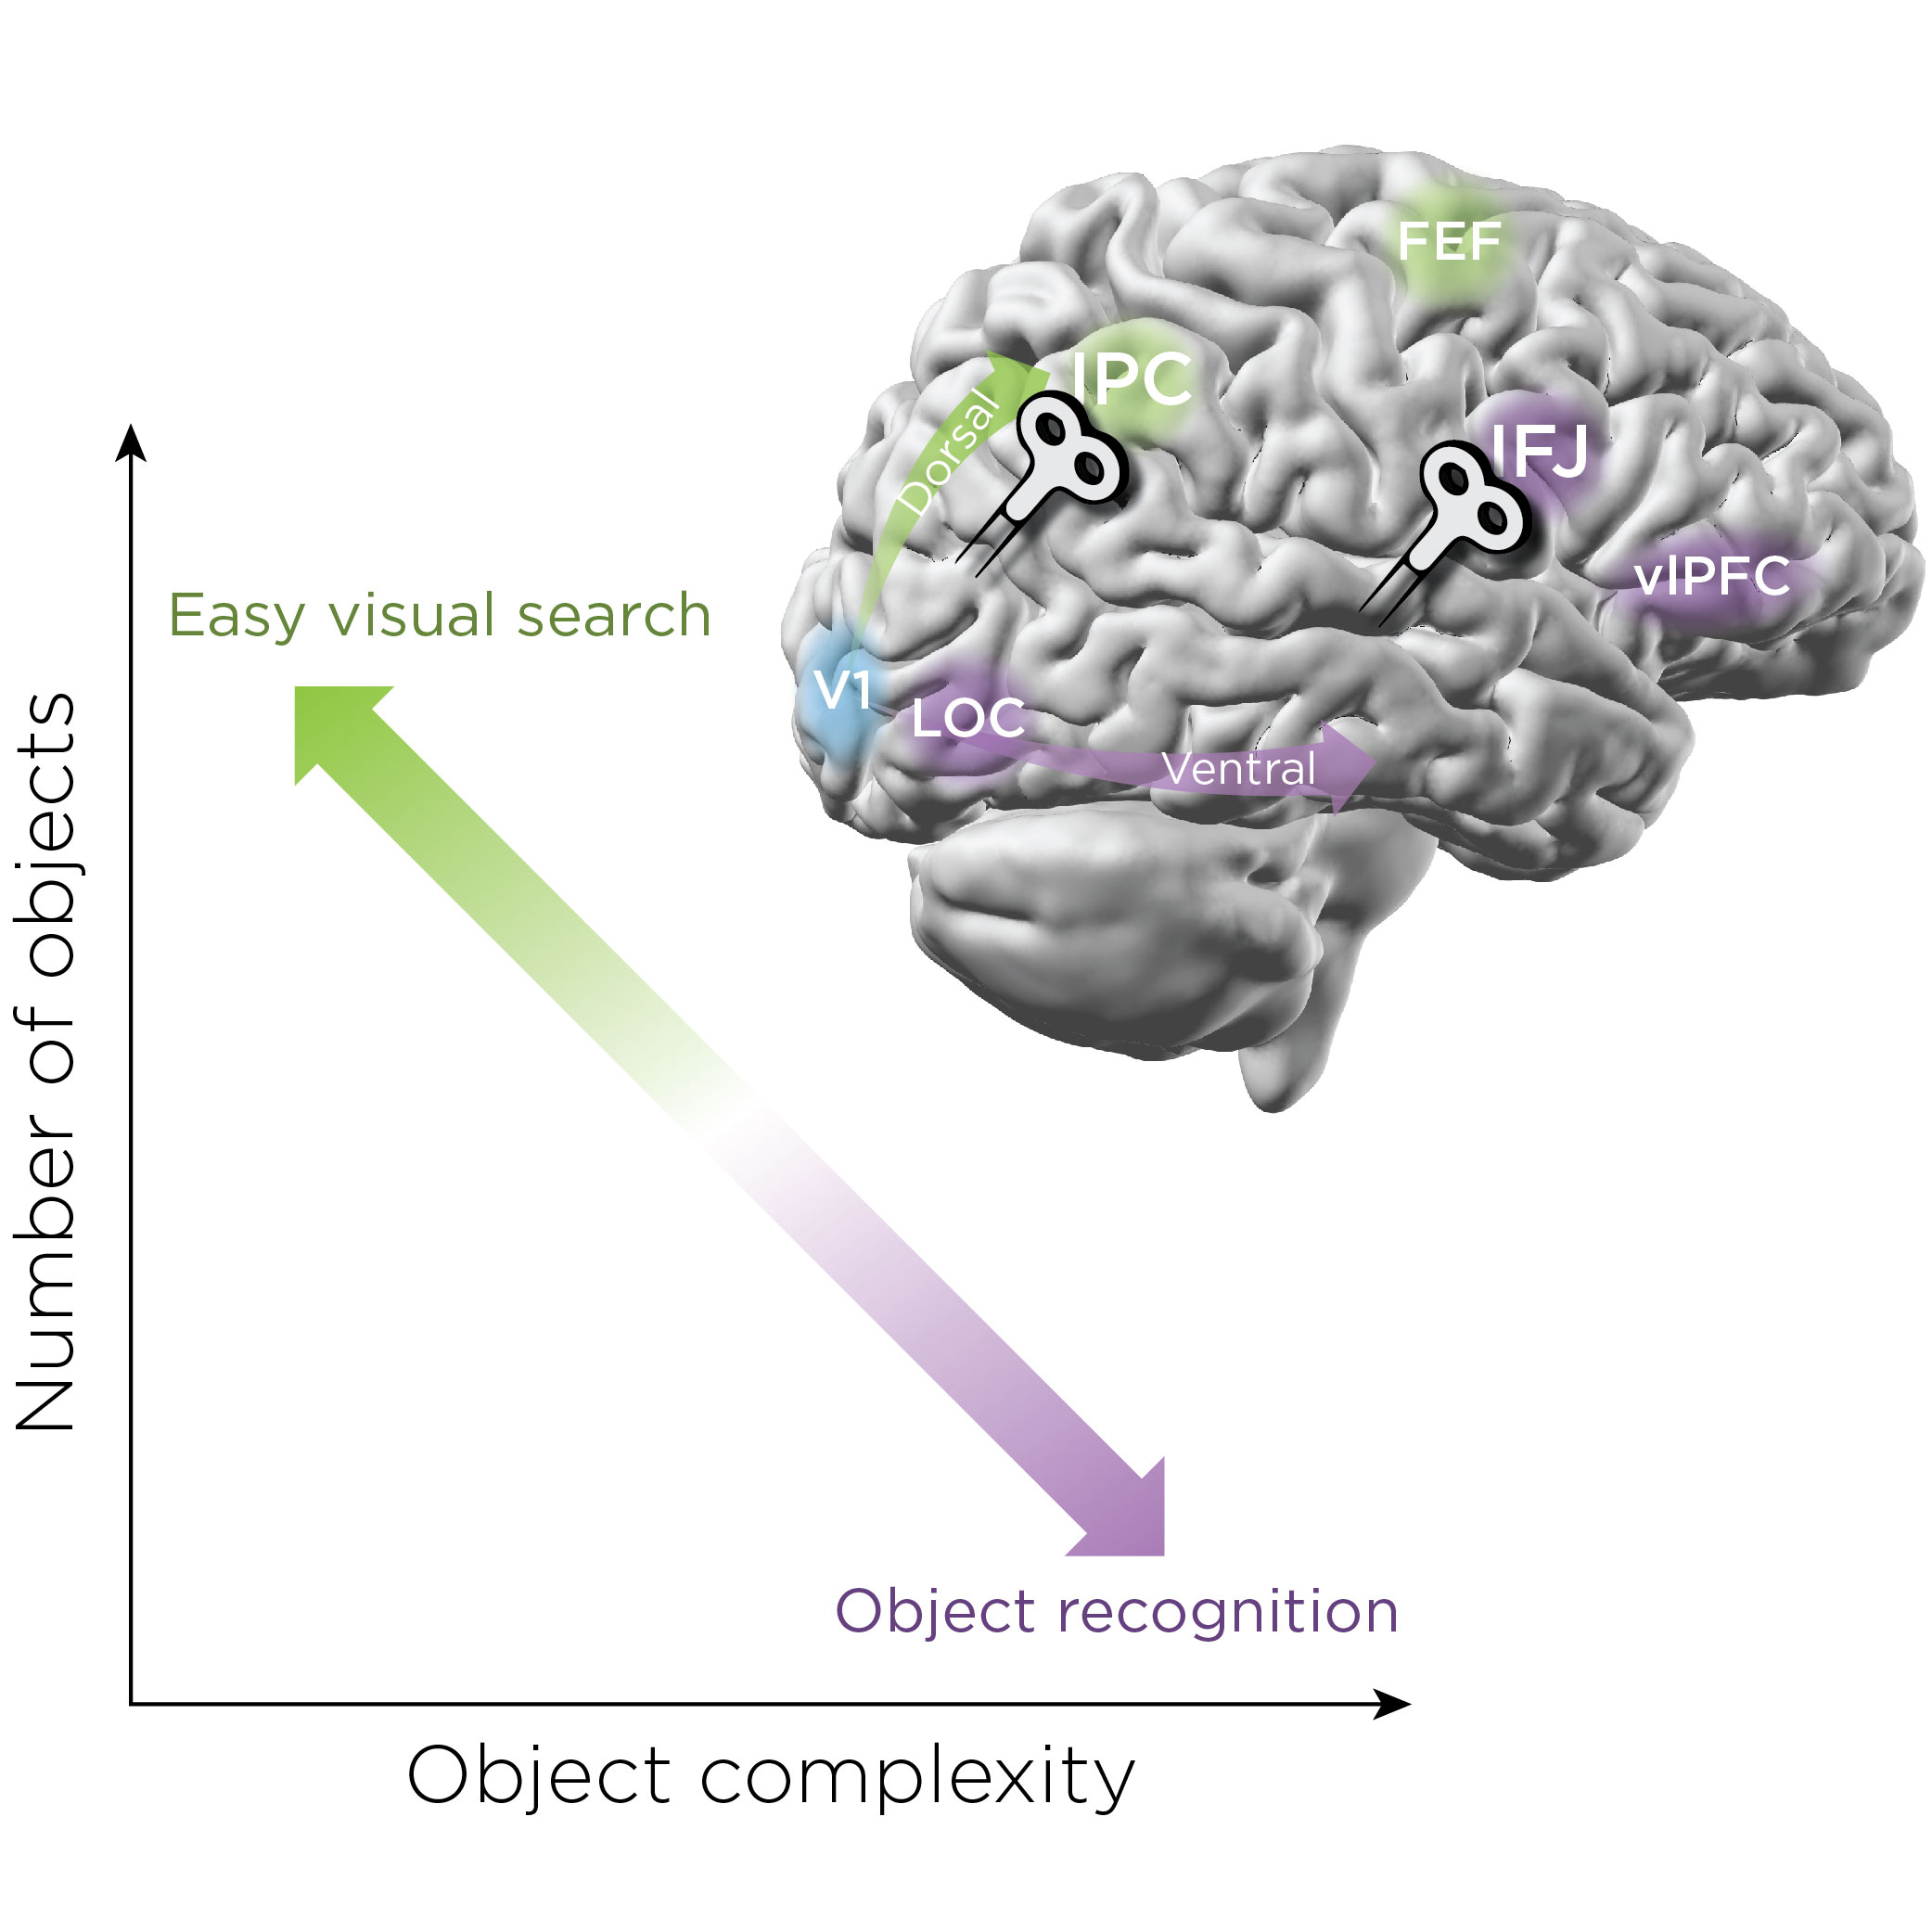 FEF
IPC
Dorsal
IFJ
vlPFC
Easy visual search
V1
LOC
Ventral
Number of objects
Object recognition
Object complexity